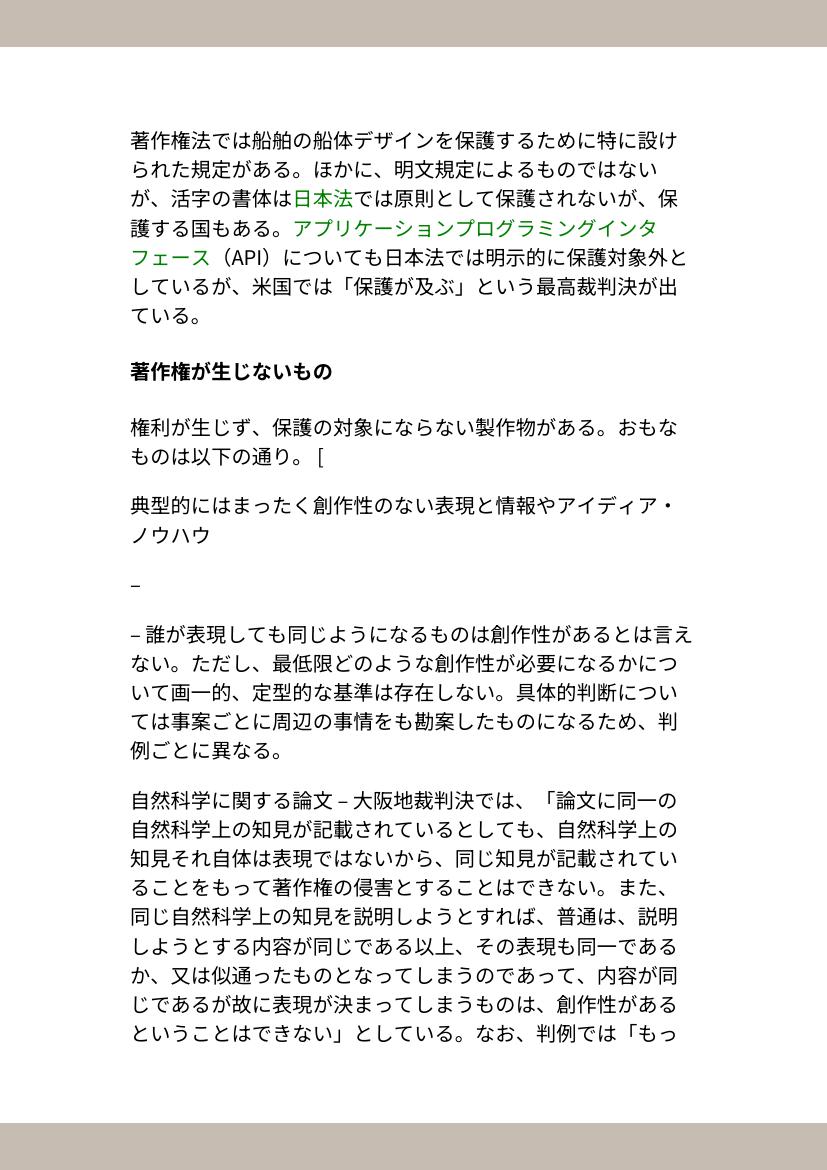 著作権法では船舶の船体デザインを保護するために特に設け
られた規定がある。ほかに、明文規定によるものではない
が、活字の書体は日本法では原則として保護されないが、保
護する国もある。アプリケーションプログラミングインタ
フェース（API）についても日本法では明示的に保護対象外と
しているが、米国では「保護が及ぶ」という最高裁判決が出
ている。
著作権が生じないもの
権利が生じず、保護の対象にならない製作物がある。おもな
ものは以下の通り。 [
典型的にはまったく創作性のない表現と情報やアイディア・
ノウハウ
–
– 誰が表現しても同じようになるものは創作性があるとは言え
ない。ただし、最低限どのような創作性が必要になるかにつ
いて画一的、定型的な基準は存在しない。具体的判断につい
ては事案ごとに周辺の事情をも勘案したものになるため、判
例ごとに異なる。
自然科学に関する論文 – 大阪地裁判決では、「論文に同一の
自然科学上の知見が記載されているとしても、自然科学上の
知見それ自体は表現ではないから、同じ知見が記載されてい
ることをもって著作権の侵害とすることはできない。また、
同じ自然科学上の知見を説明しようとすれば、普通は、説明
しようとする内容が同じである以上、その表現も同一である
か、又は似通ったものとなってしまうのであって、内容が同
じであるが故に表現が決まってしまうものは、創作性がある
ということはできない」としている。なお、判例では「もっ